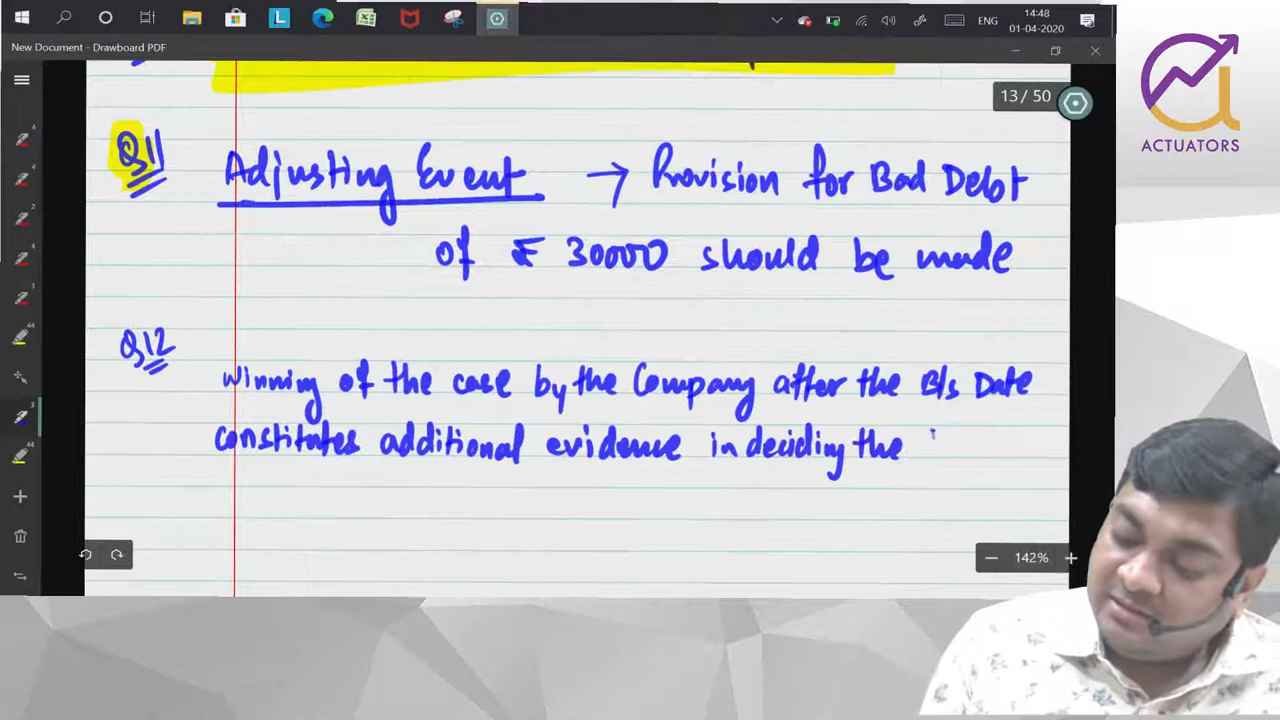 14:48
ENG
01-04-2020
New Document - Drawboard PDF
13 / 50
ACTUATORS
Q11 Adjusting Event → Provision for Bad Debt
of ₹ 30000 should be made
Q12
Winning of the case by the Company after the B/s Date
constitutes additional evidence in deciding the
142%